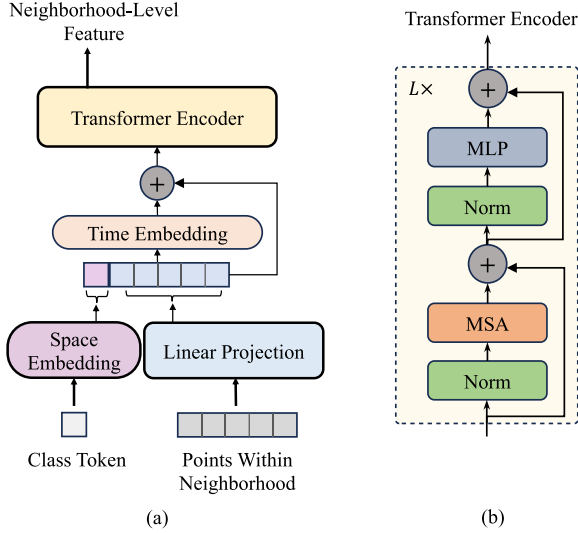 Neighborhood-Level
Feature
Transformer Encoder
+
Time Embedding
Space
Embedding
Linear Projection
Class Token
Points Within
Neighborhood
(a)
Transformer Encoder
L×
+
MLP
Norm
+
MSA
Norm
(b)